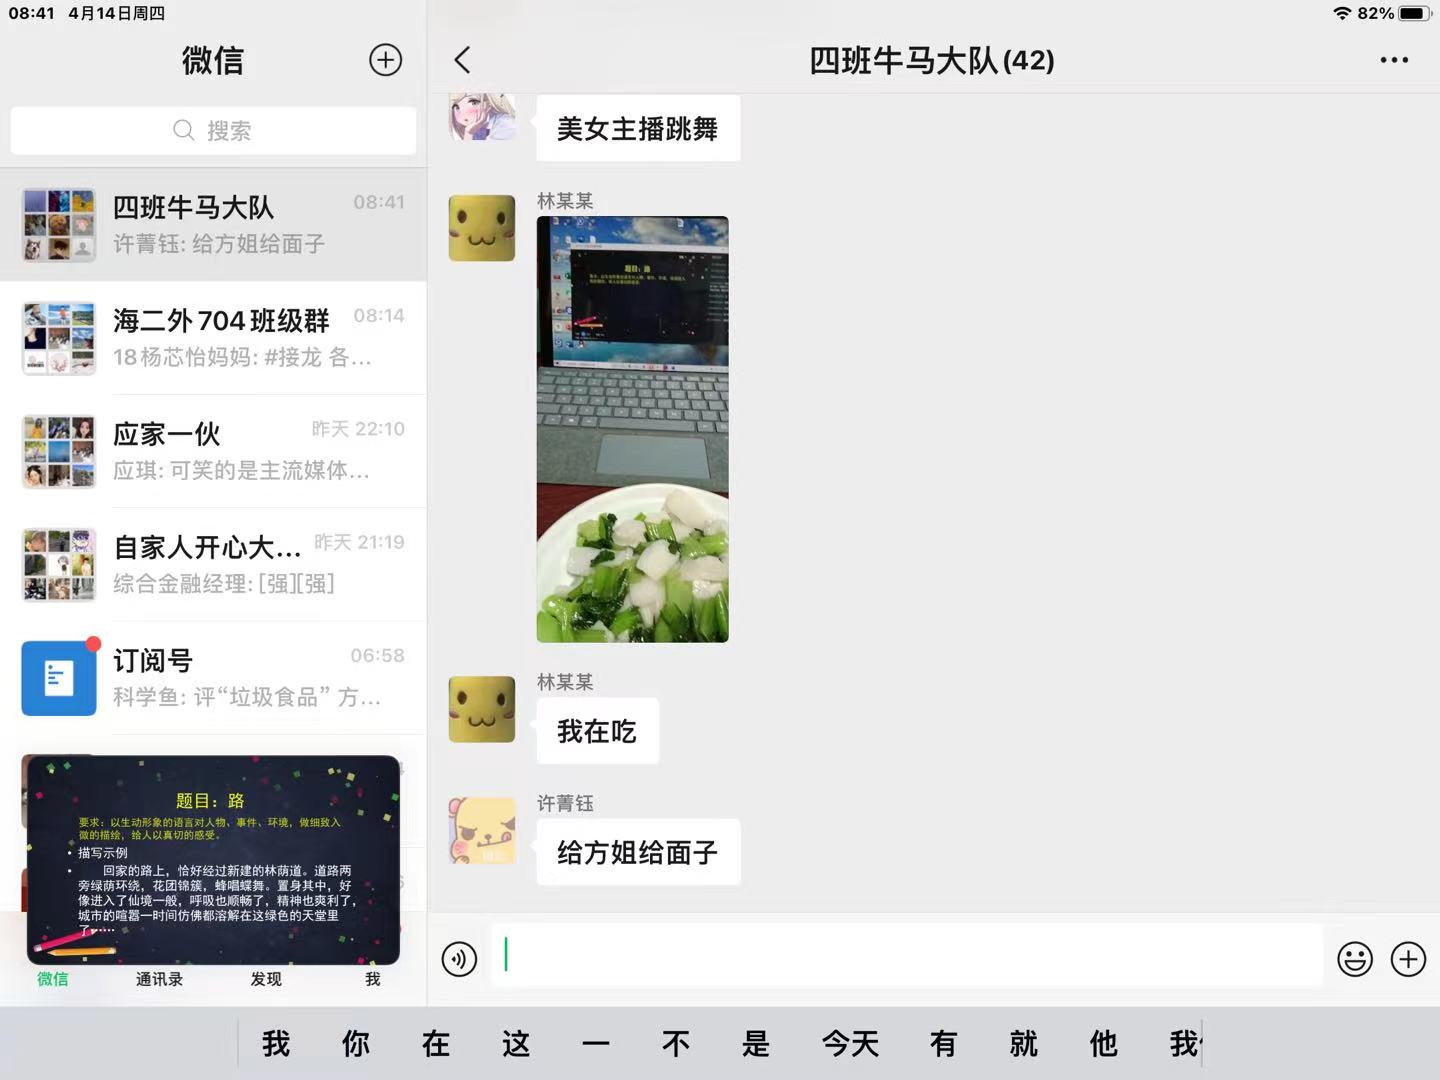 08:41 4月14日周四
82%
微信
搜索
四班牛马大队
08:41
许菁钰: 给方姐给面子
海二外704班级群
08:14
18杨芯怡妈妈: #接龙 各…
应家一伙
昨天 22:10
应琪: 可笑的是主流媒体…
自家人开心大…
昨天 21:19
综合金融经理: [强][强]
订阅号
06:58
科学鱼: 评“垃圾食品” 方…
题目：路
要求：以生动形象的语言对人物、事件、环境，做细致入
微的描绘，给人以真切的感受。
• 描写示例
• 回家的路上，恰好经过新建的林荫道。道路两
旁绿荫环绕，花团锦簇，蜂唱蝶舞。置身其中，好
像进入了仙境一般，呼吸也顺畅了，精神也爽利了，
城市的喧嚣一时间仿佛都溶解在这绿色的天堂里
了……
微信
通讯录
发现
我
四班牛马大队(42)
美女主播跳舞
林某某
题目：路
林某某
我在吃
许菁钰
给方姐给面子
我 你 在 这 一 不 是 今天 有 就 他 我